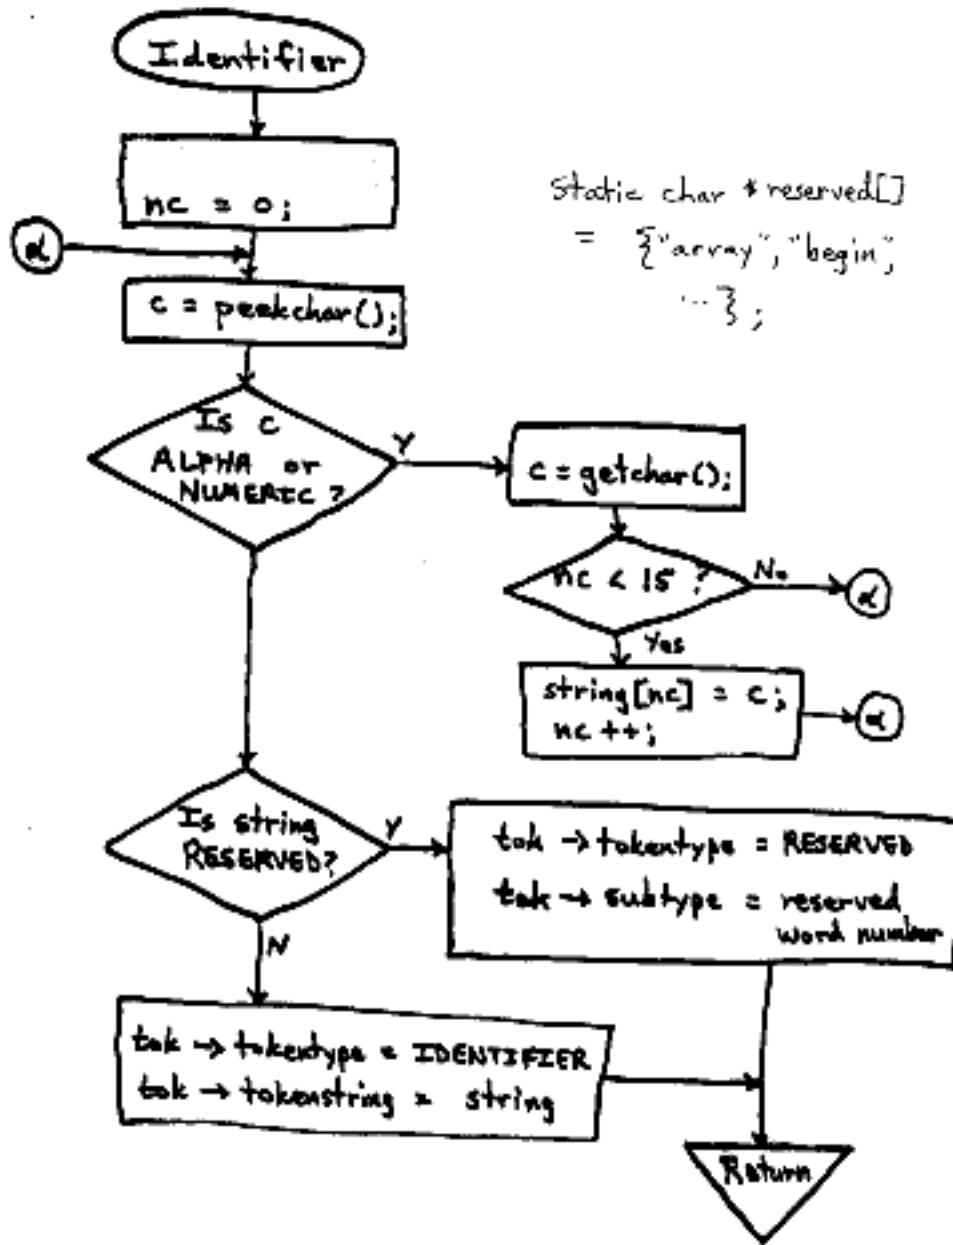 Identifier
nc = 0;
static char *reserved[]
= {"array", "begin",
... };
α
c = peekchar();
Is c
ALPHA or
NUMERIC?
Y
c = getchar();
nc < 15 ?
No
α
Yes
string[nc] = c;
nc ++;
α
Is string
RESERVED?
Y
tok → tokentype = RESERVED
tok → subtype = reserved
word number
N
tok → tokentype = IDENTIFIER
tok → tokenstring = string
Return